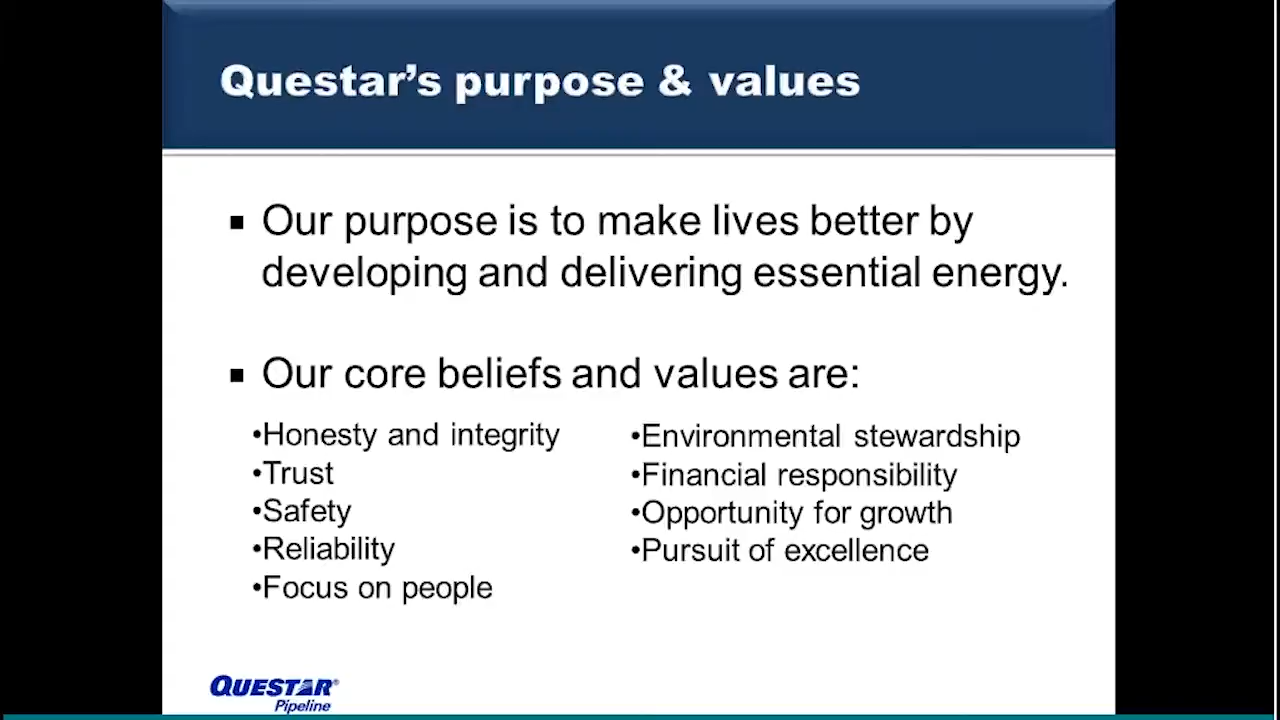 Questar’s purpose & values
▪ Our purpose is to make lives better by
developing and delivering essential energy.
▪ Our core beliefs and values are:
•Honesty and integrity
•Trust
•Safety
•Reliability
•Focus on people
•Environmental stewardship
•Financial responsibility
•Opportunity for growth
•Pursuit of excellence
QUESTAR®
Pipeline